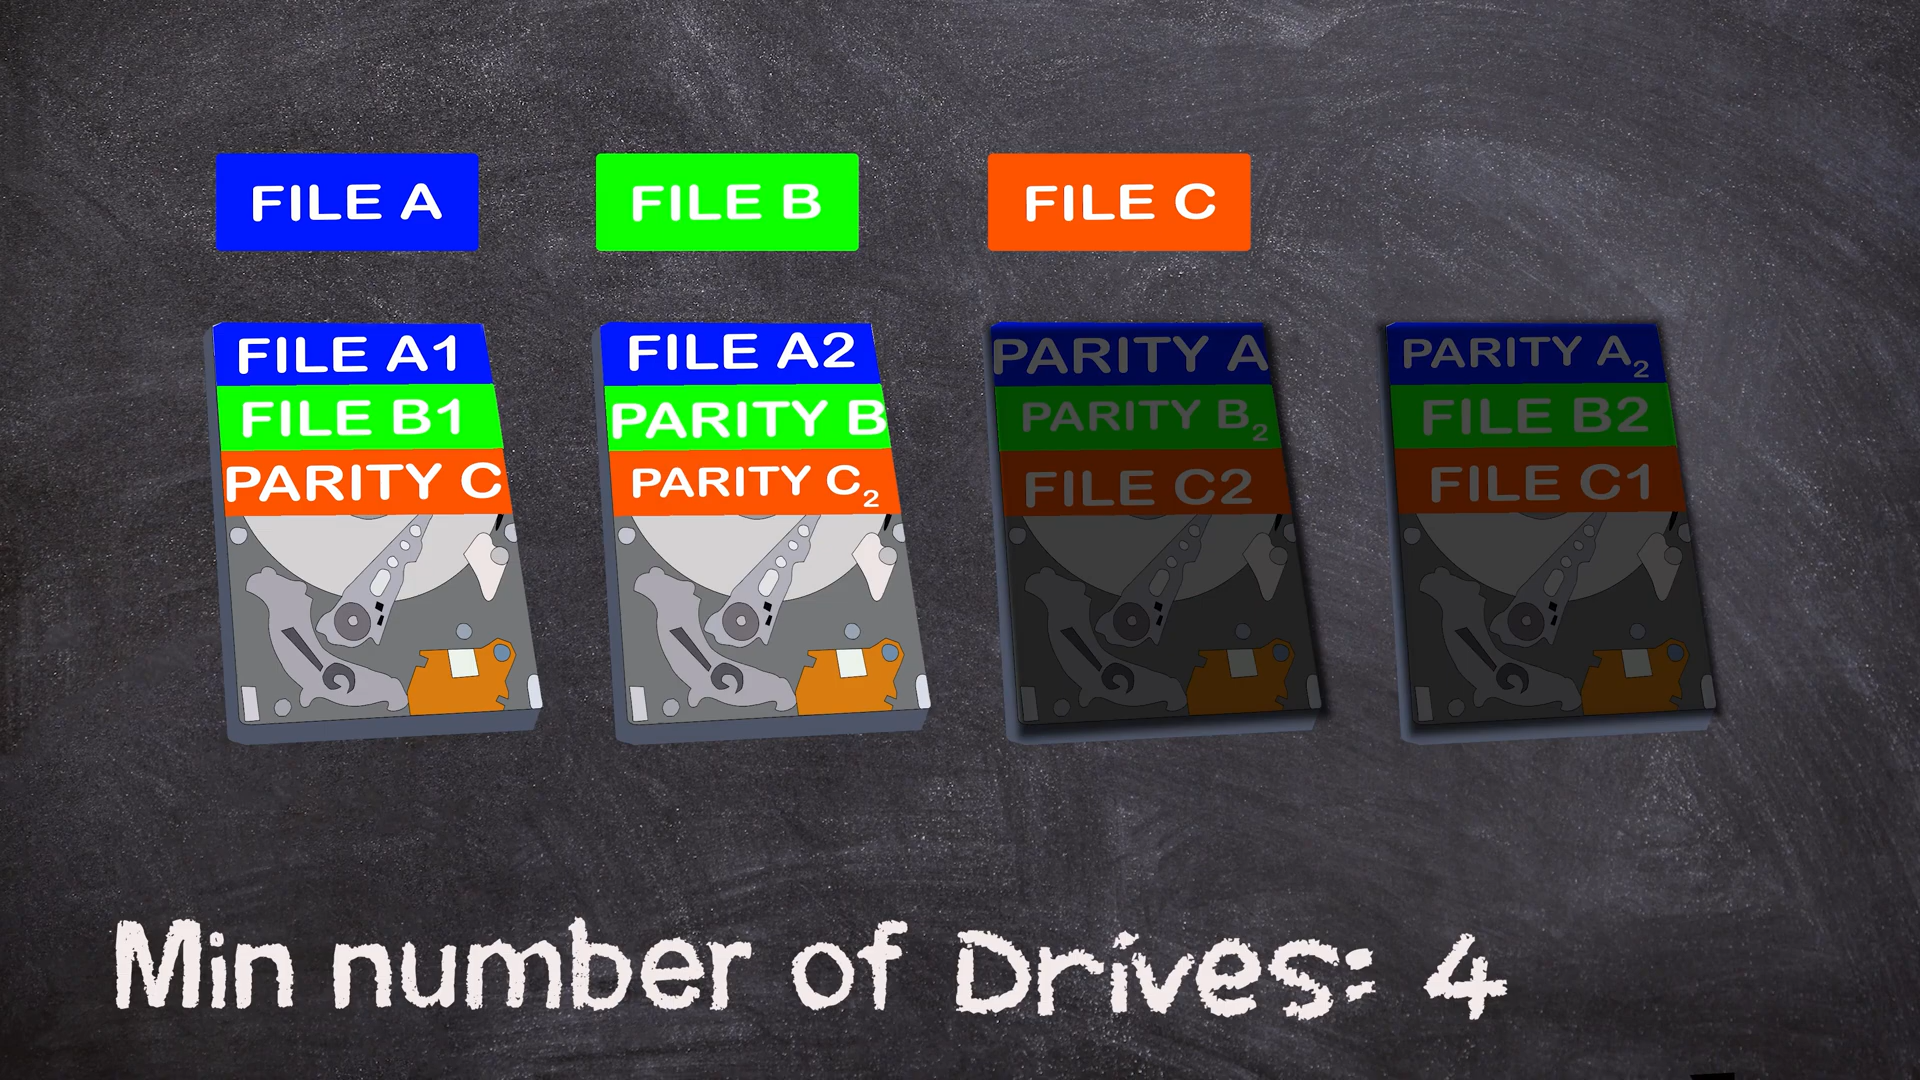 FILE A
FILE B
FILE C
FILE A1
FILE B1
PARITY C
FILE A2
PARITY B
PARITY C2
PARITY A
PARITY B2
FILE C2
PARITY A2
FILE B2
FILE C1
Min number of Drives: 4